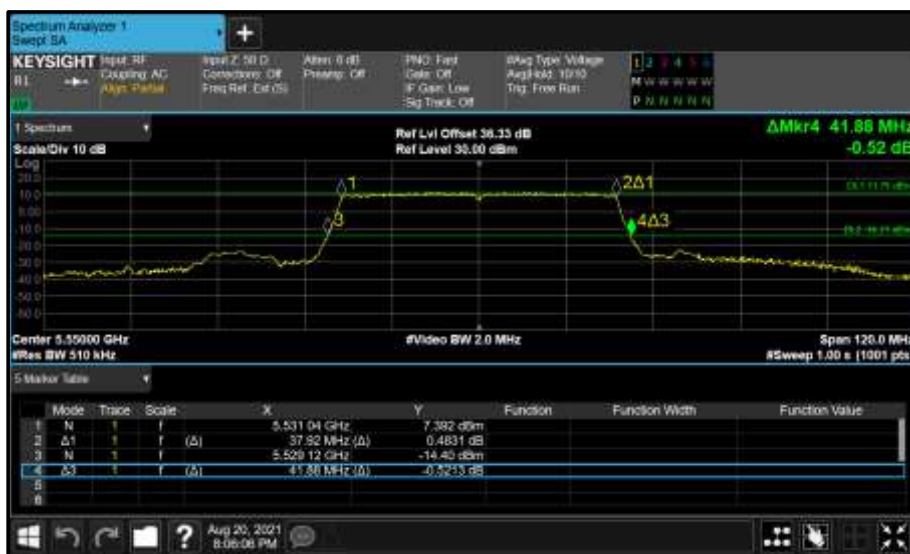 Spectrum Analyzer 1
Swept SA
+
KEYSIGHT
Input: RF
Coupling: AC
Align: Partial
Input Z: 50 Ω
Corrections: Off
Freq Ref: Ext (S)
Atten: 6 dB
Preamp: Off
PNO: Fast
Gate: Off
IF Gain: Low
Sig Track: Off
#Avg Type: Voltage
Avg|Hold: 10/10
Trig: Free Run
1 2 3 4 5 6
M W W W W W
P N N N N N
1 Spectrum
Scale/Div 10 dB
Ref Lvl Offset 36.33 dB
Ref Level 30.00 dBm
ΔMkr4 41.88 MHz
-0.52 dB
Log
20.0
10.0
0.00
-10.0
-20.0
-30.0
-40.0
-50.0
-60.0
1
2Δ1
3
4Δ3
Center 5.55000 GHz
#Res BW 510 kHz
#Video BW 2.0 MHz
Span 120.0 MHz
#Sweep 1.00 s (1001 pts)
5 Marker Table
Mode Trace Scale X Y Function Function Width Function Value
1 N 1 f 5.531 04 GHz 7.392 dBm
2 Δ1 1 f (Δ) 37.92 MHz (Δ) 0.4831 dB
3 N 1 f 5.529 12 GHz -14.40 dBm
4 Δ3 1 f (Δ) 41.88 MHz (Δ) -0.5213 dB
5
6
?
Aug 20, 2021
8:06:06 PM